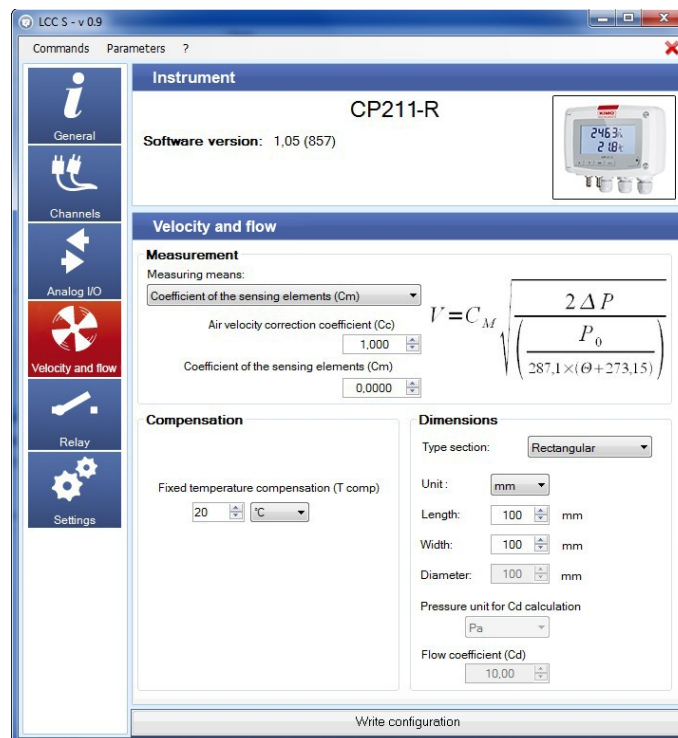 LCC S - v 0.9
Commands Parameters ?
Instrument
CP211-R
Software version: 1,05 (857)
KIMO
General
Channels
Analog I/O
Velocity and flow
Relay
Settings
Velocity and flow
Measurement
Measuring means:
Coefficient of the sensing elements (Cm)
Air velocity correction coefficient (Cc)
1,000
Coefficient of the sensing elements (Cm)
0,0000
V = C_M √(2 Δ P / (P_0 / 287,1×(Θ+273,15)))
Compensation
Fixed temperature compensation (T comp)
20 °C
Dimensions
Type section: Rectangular
Unit : mm
Length: 100 mm
Width: 100 mm
Diameter: 100 mm
Pressure unit for Cd calculation
Pa
Flow coefficient (Cd)
10,00
Write configuration